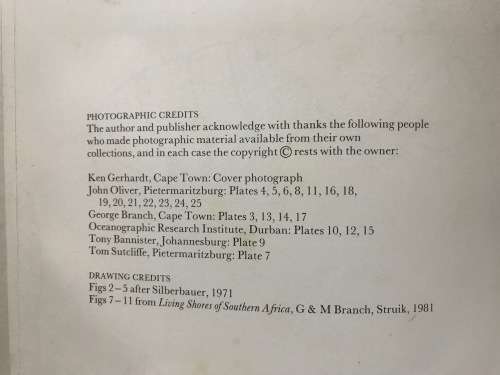 PHOTOGRAPHIC CREDITS
The author and publisher acknowledge with thanks the following people
who made photographic material available from their own
collections, and in each case the copyright © rests with the owner:
Ken Gerhardt, Cape Town: Cover photograph
John Oliver, Pietermaritzburg: Plates 4, 5, 6, 8, 11, 16, 18,
19, 20, 21, 22, 23, 24, 25
George Branch, Cape Town: Plates 3, 13, 14, 17
Oceanographic Research Institute, Durban: Plates 10, 12, 15
Tony Bannister, Johannesburg: Plate 9
Tom Sutcliffe, Pietermaritzburg: Plate 7
DRAWING CREDITS
Figs 2–5 after Silberbauer, 1971
Figs 7–11 from Living Shores of Southern Africa, G & M Branch, Struik, 1981